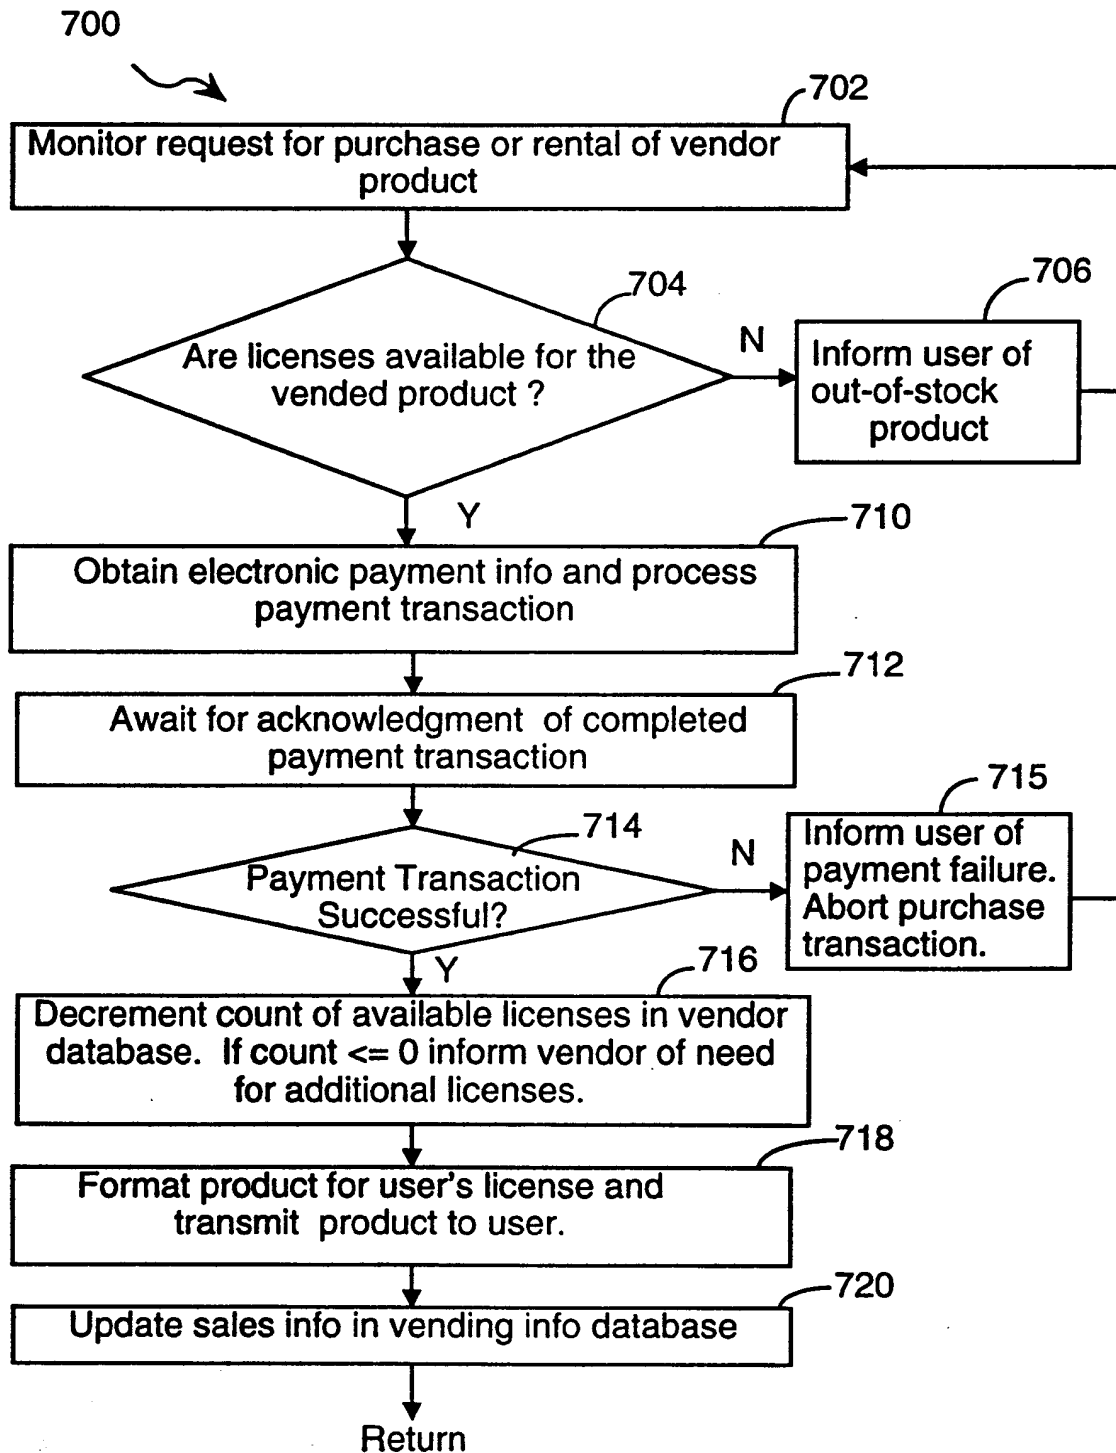 700
702
Monitor request for purchase or rental of vendor
product
704
Are licenses available for the
vended product ?
N
706
Inform user of
out-of-stock
product
Y
710
Obtain electronic payment info and process
payment transaction
712
Await for acknowledgment of completed
payment transaction
714
Payment Transaction
Successful?
N
715
Inform user of
payment failure.
Abort purchase
transaction.
Y
716
Decrement count of available licenses in vendor
database. If count <= 0 inform vendor of need
for additional licenses.
718
Format product for user's license and
transmit product to user.
720
Update sales info in vending info database
Return